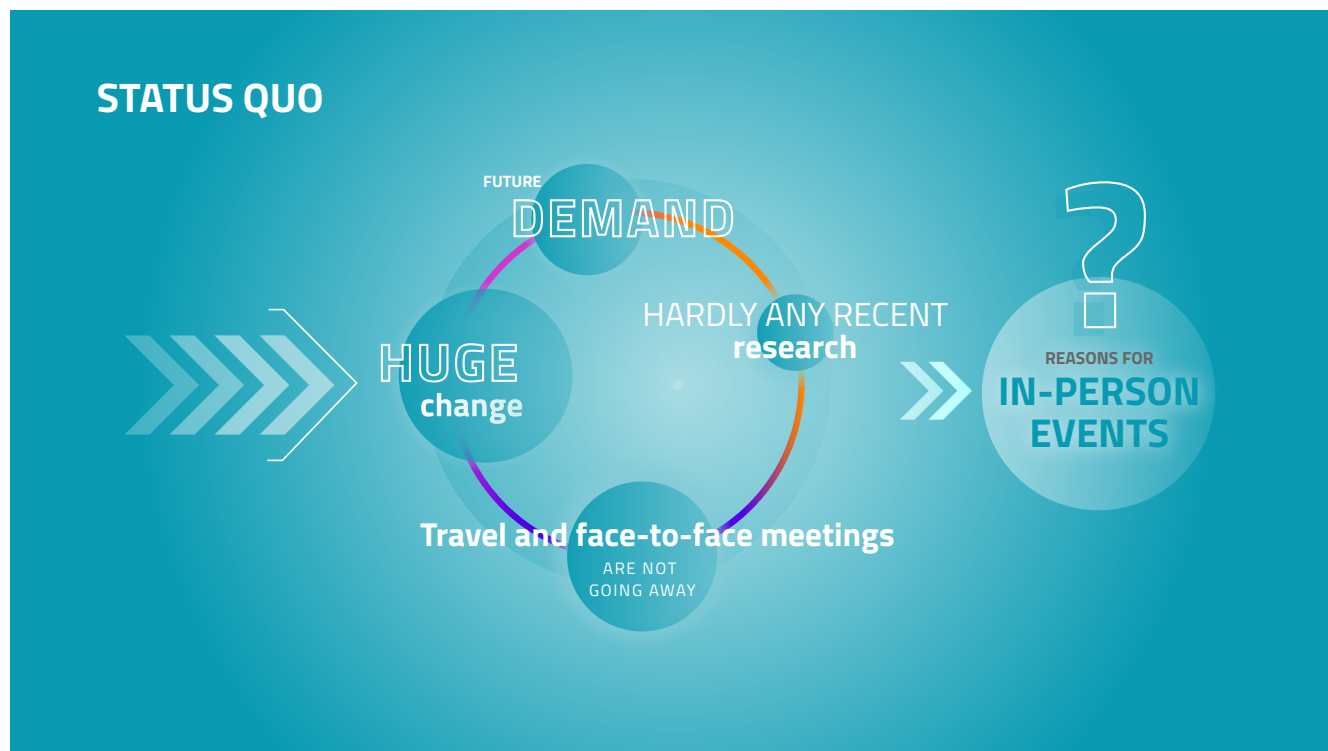 STATUS QUO
FUTURE
DEMAND
HARDLY ANY RECENT
research
HUGE
change
Travel and face-to-face meetings
ARE NOT
GOING AWAY
?
REASONS FOR
IN-PERSON
EVENTS